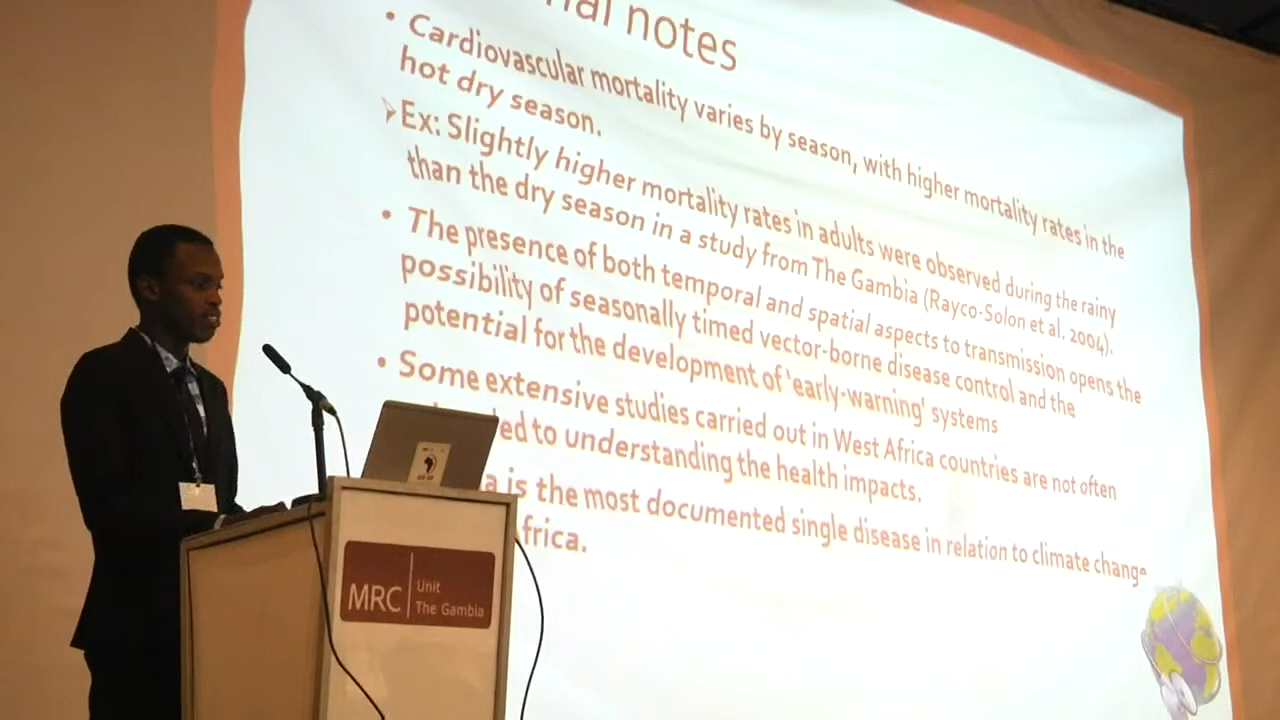 notes
• Cardiovascular mortality varies by season, with higher mortality rates in the
hot dry season.
Ex: Slightly higher mortality rates in adults were observed during the rainy
than the dry season in a study from The Gambia (Rayco-Solon et al. 2004).
• The presence of both temporal and spatial aspects to transmission opens the
possibility of seasonally timed vector-borne disease control and the
potential for the development of 'early-warning' systems
• Some extensive studies carried out in West Africa countries are not often
ed to understanding the health impacts.
a is the most documented single disease in relation to climate change
frica.
MRC
Unit
The Gambia